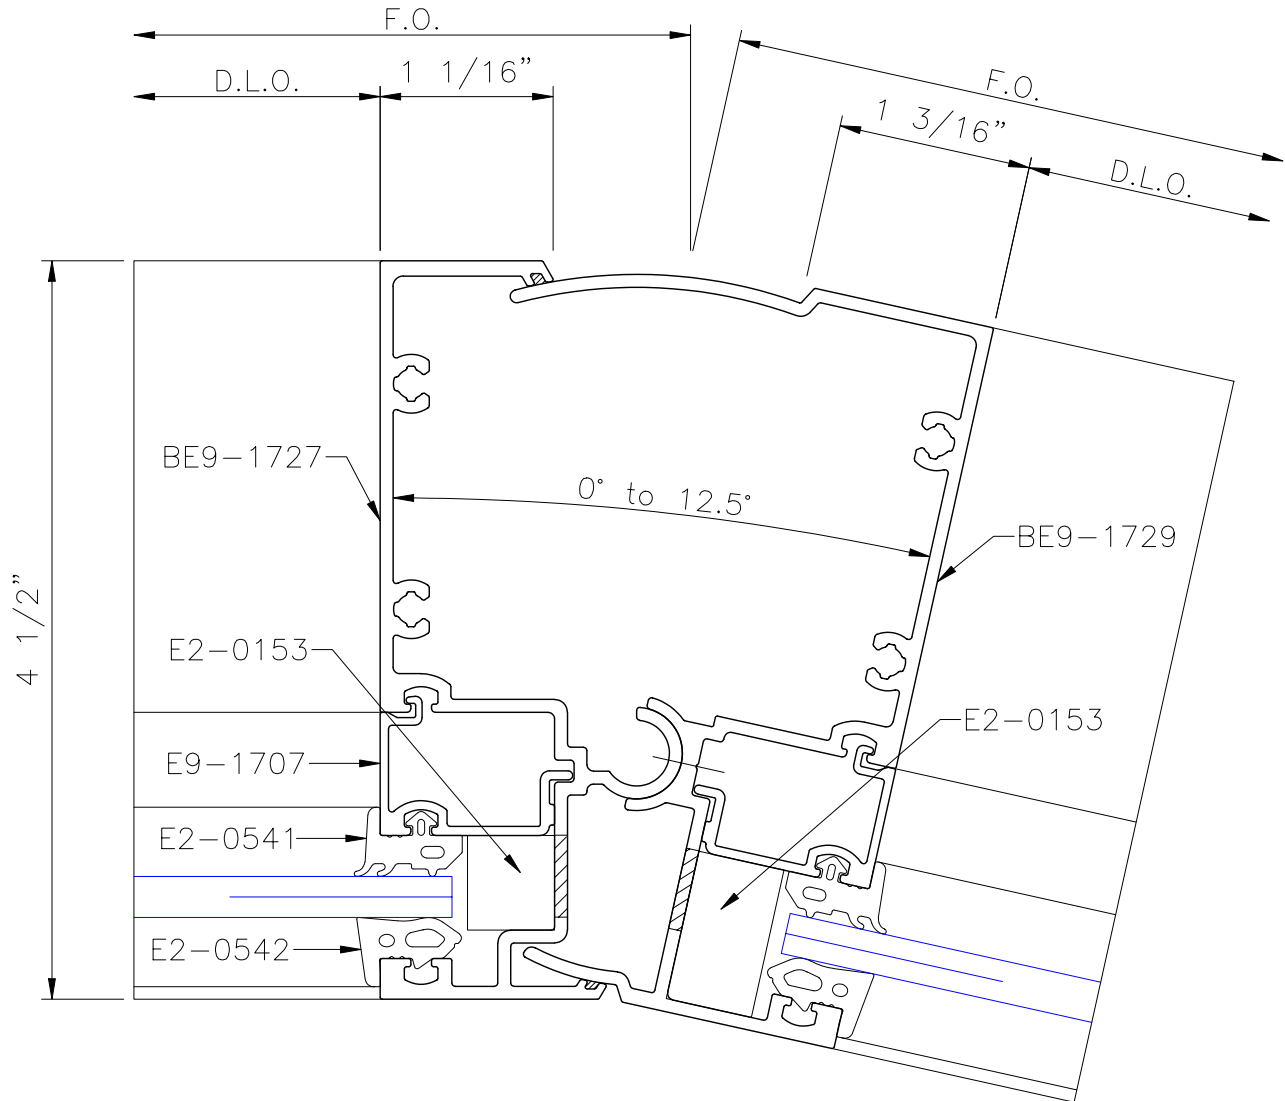 F.O.
D.L.O.
1 1/16”
F.O.
1 3/16”
D.L.O.
BE9-1727
0° to 12.5°
BE9-1729
4 1/2”
E2-0153
E2-0153
E9-1707
E2-0541
E2-0542